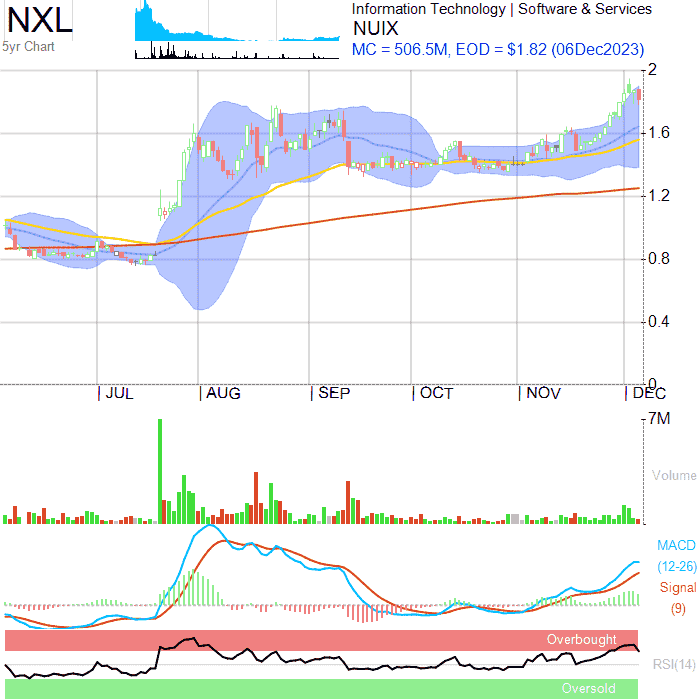 NXL
5yr Chart
Information Technology | Software & Services
NUIX
MC = 506.5M, EOD = $1.82 (06Dec2023)
2
1.6
1.2
0.8
0.4
0
JUL AUG SEP OCT NOV DEC
7M
Volume
MACD
(12-26)
Signal
(9)
Overbought
RSI(14)
Oversold